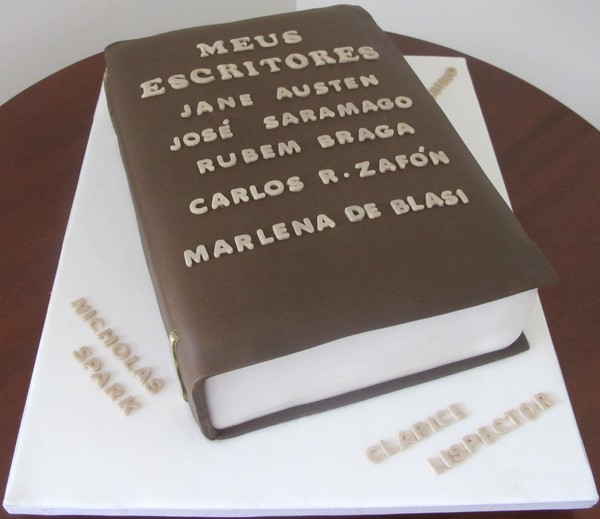 MEUS
ESCRITORES
JANE AUSTEN
JOSÉ SARAMAGO
RUBEM BRAGA
CARLOS R. ZAFÓN
MARLENA DE BLASI
NICHOLAS
SPARK
CLARICE
LISPECTOR